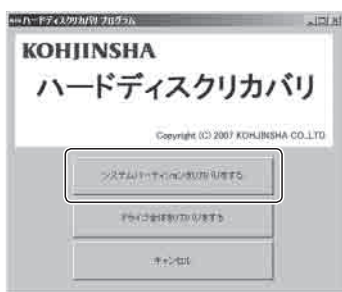 ハードディスクリカバリ プログラム
KOHJINSHA
ハードディスクリカバリ
Copyright (C) 2007 KOHJINSHA CO.,LTD
システムパーティションをリカバリをする
ドライブ全体をリカバリをする
キャンセル